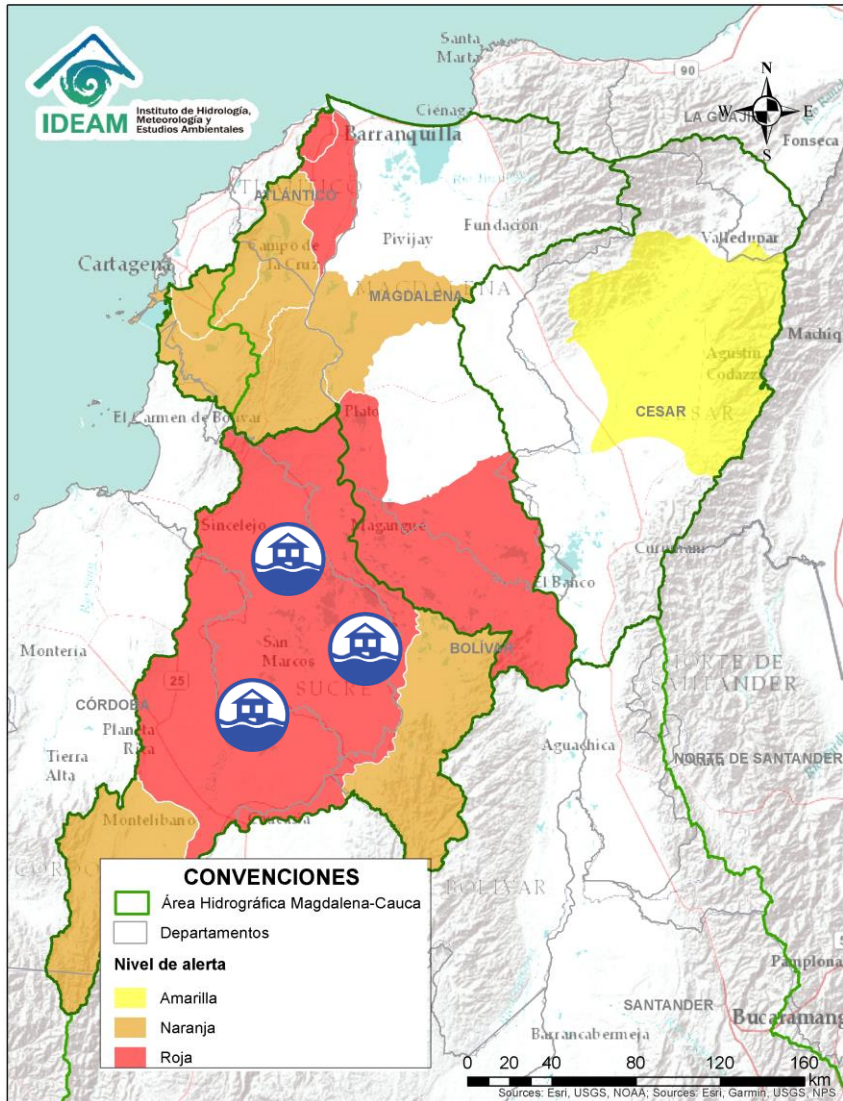 Santa
Marta
90
N
IDEAM
Instituto de Hidrología,
Meteorología y
Estudios Ambientales
Ciénaga
W
E
LA GUAJI
S
Fonseca
Barranquilla
ATLÁNTICO
Pivijay
Fundación
Valledupar
Cartagena
Campo de
la Cruz
MAGDALENA
Machiq
Agustín
Codazzi
El Carmen de Bolívar
Plato
CESAR
Sincelejo
Magangué
Curumaní
El Banco
Montería
San
Marcos
BOLÍVAR
NORTE DE
SANTANDER
25
SUCRE
CÓRDOBA
Planeta
Rica
Aguachica
Tierra
Alta
NORTE DE SANTANDER
Montelíbano
Caucasia
CONVENCIONES
BOLÍVAR
Área Hidrográfica Magdalena-Cauca
Departamentos
Nivel de alerta
Amarilla
Pamplona
Naranja
SANTANDER
Bucaramang
Roja
Barrancabermeja
0 20 40 80 120 160
km
Sources: Esri, USGS, NOAA; Sources: Esri, Garmin, USGS, NPS